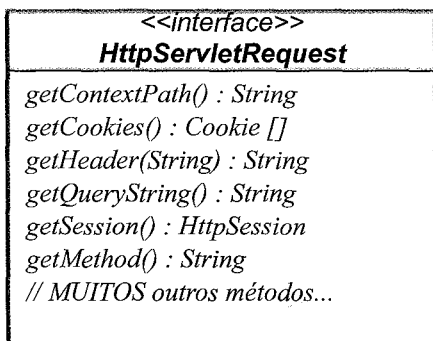 <<interface>>
HttpServletRequest
getContextPath() : String
getCookies() : Cookie []
getHeader(String) : String
getQueryString() : String
getSession() : HttpSession
getMethod() : String
// MUITOS outros métodos...